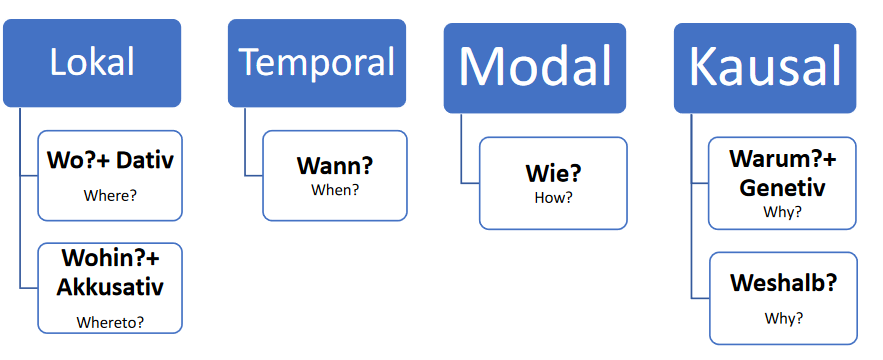 Lokal
Wo?+ Dativ
Where?
Wohin?+
Akkusativ
Whereto?
Temporal
Wann?
When?
Modal
Wie?
How?
Kausal
Warum?+
Genetiv
Why?
Weshalb?
Why?